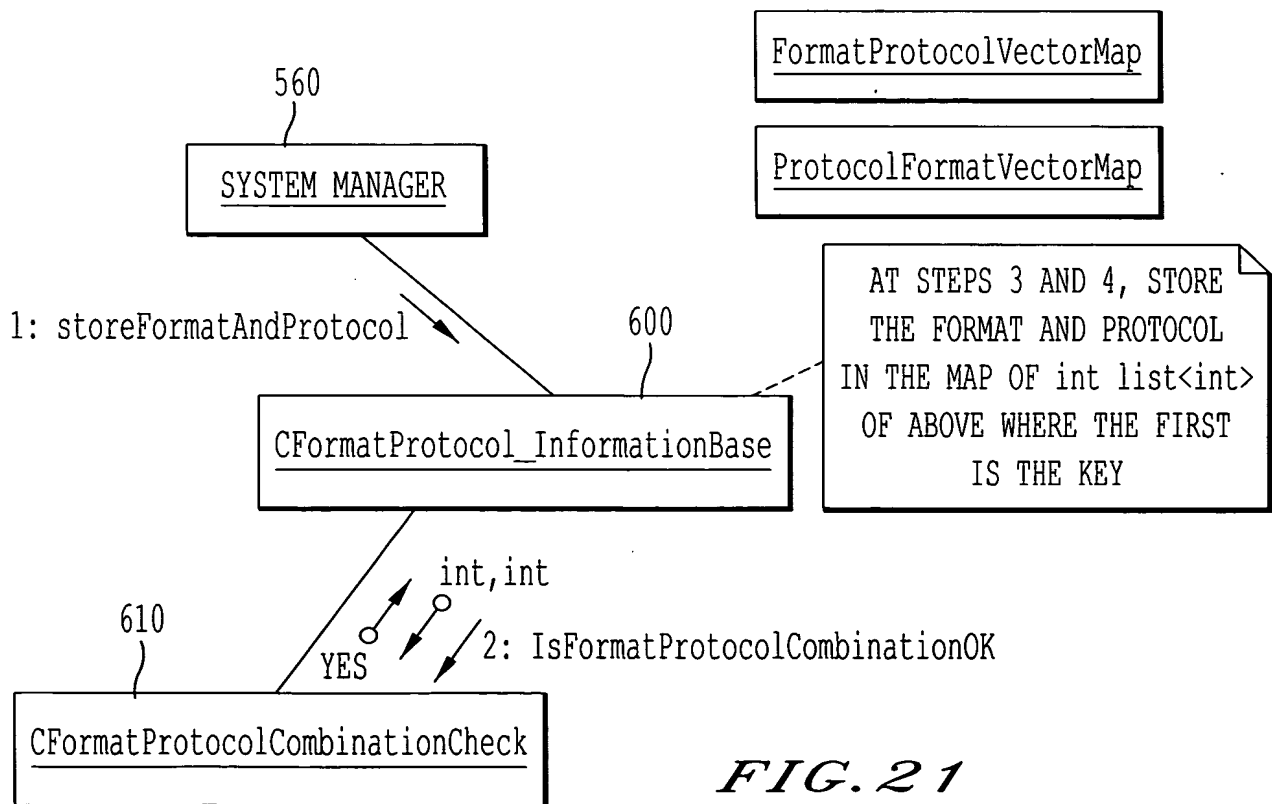 FormatProtocolVectorMap
560
ProtocolFormatVectorMap
SYSTEM MANAGER
AT STEPS 3 AND 4, STORE
THE FORMAT AND PROTOCOL
IN THE MAP OF int list<int>
OF ABOVE WHERE THE FIRST
IS THE KEY
1: storeFormatAndProtocol
600
CFormatProtocol_InformationBase
int,int
610
YES
2: IsFormatProtocolCombinationOK
CFormatProtocolCombinationCheck
FIG.21